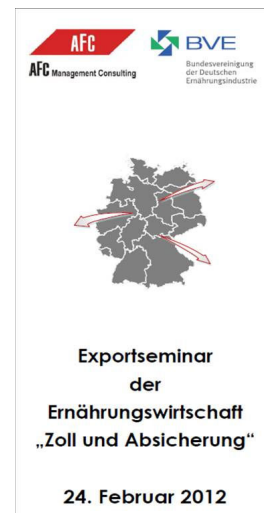 AFC
AFC Management Consulting
BVE
Bundesvereinigung
der Deutschen
Ernährungsindustrie
Exportseminar
der
Ernährungswirtschaft
„Zoll und Absicherung“
24. Februar 2012